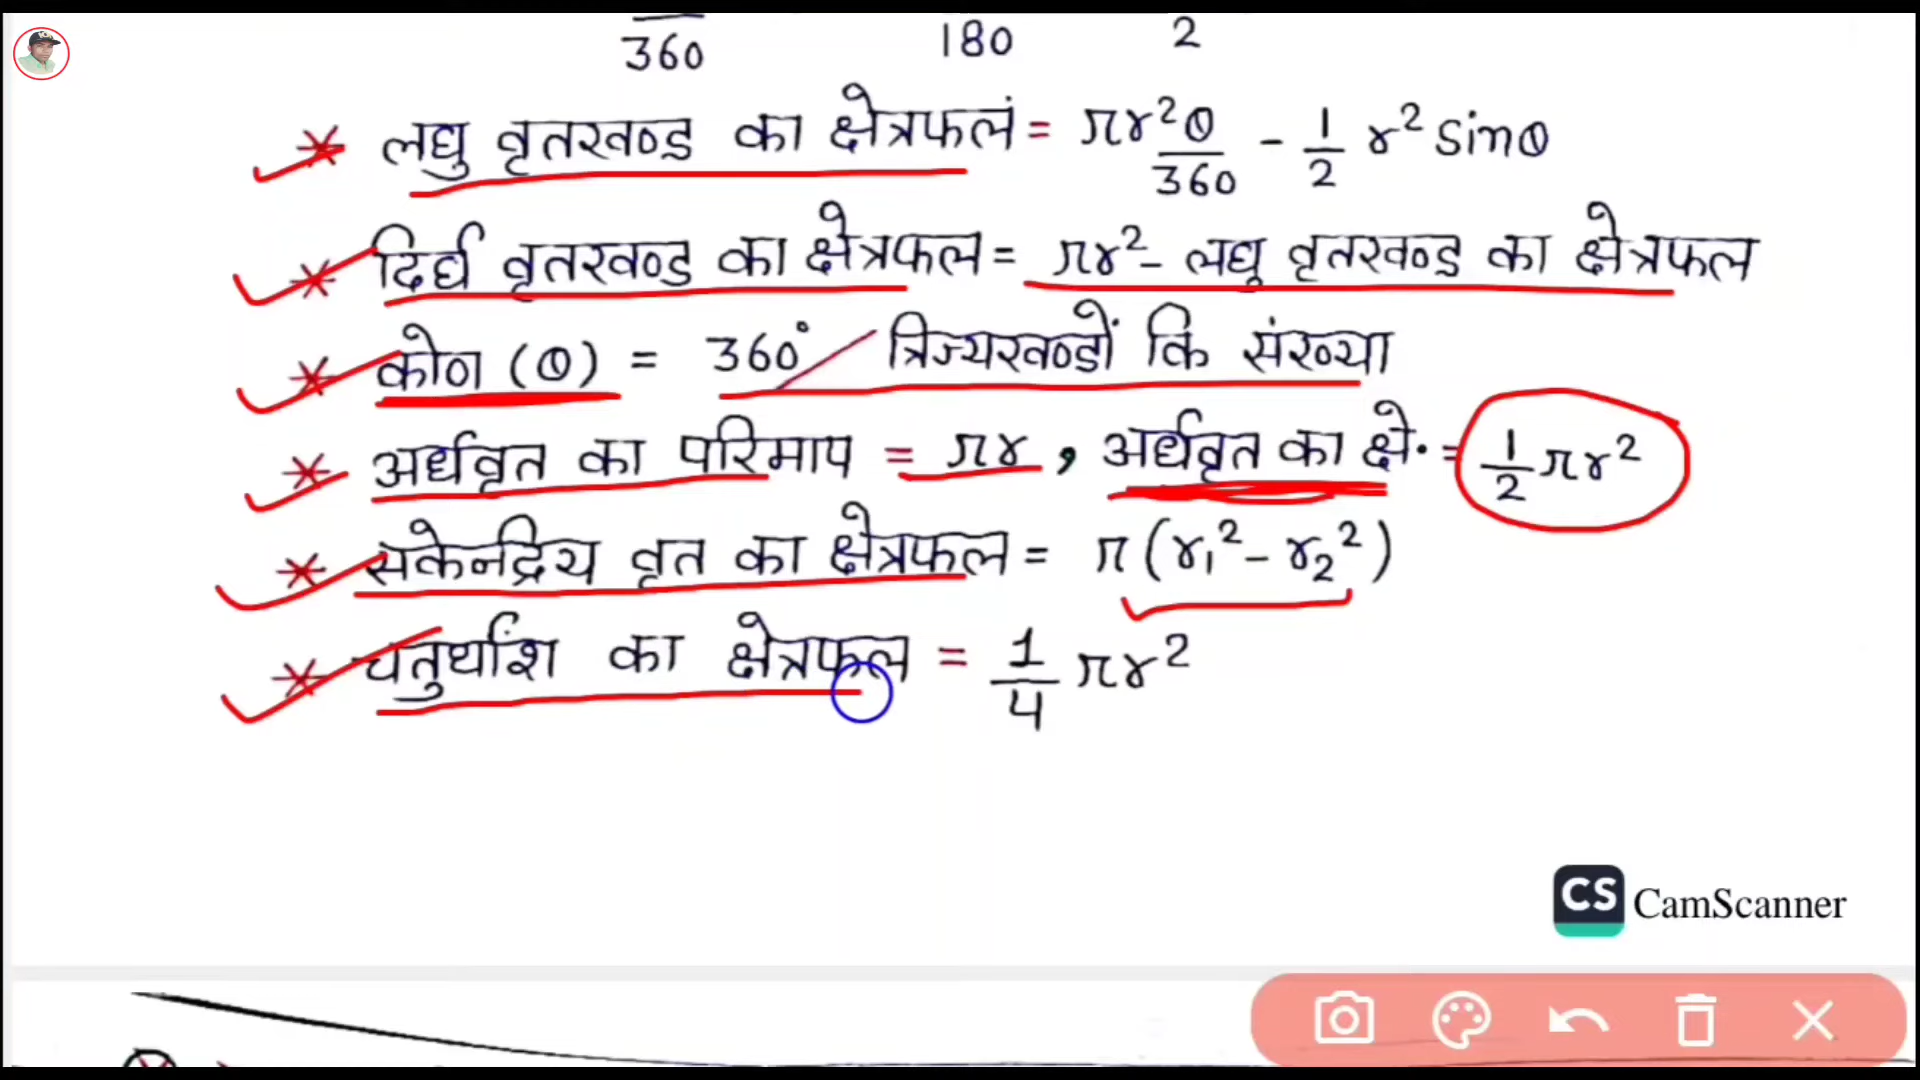 360 180 2
* लघु वृतखण्ड का क्षेत्रफल = πr²θ/360 - 1/2 r² sinθ
* दिर्घ वृतखण्ड का क्षेत्रफल = πr² - लघु वृतखण्ड का क्षेत्रफल
* कोण (θ) = 360° / त्रिज्यखण्डों कि संख्या
* अर्धवृत का परिमाप = πr , अर्धवृत का क्षे. = 1/2 πr²
* सकेनद्रिय वृत का क्षेत्रफल = π(r₁² - r₂²)
* चतुर्थांश का क्षेत्रफल = 1/4 πr²
CS CamScanner